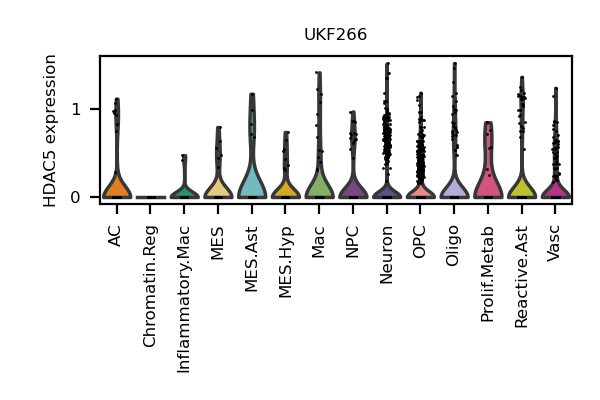 UKF266
HDAC5 expression
1
0
AC
Chromatin.Reg
Inflammatory.Mac
MES
MES.Ast
MES.Hyp
Mac
NPC
Neuron
OPC
Oligo
Prolif.Metab
Reactive.Ast
Vasc